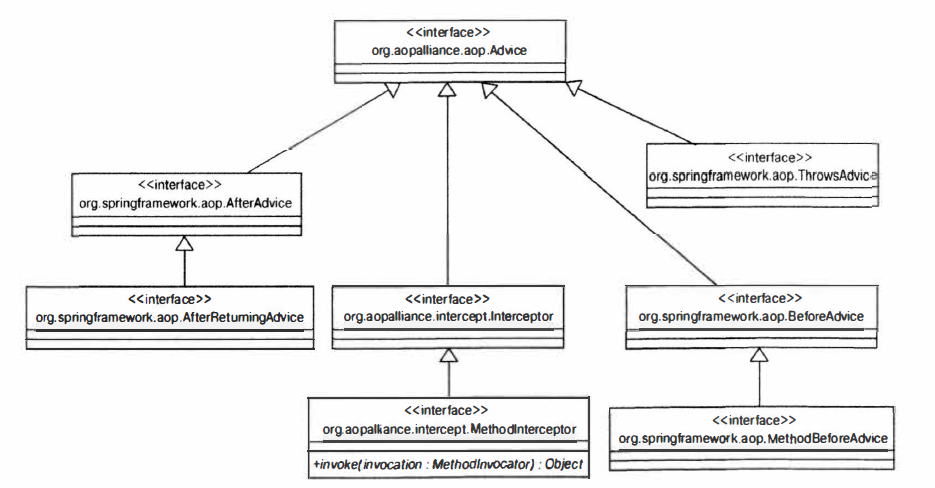 <<interface>>
org.aopalliance.aop.Advice
<<interface>>
org.springframework.aop.ThrowsAdvice
<<interface>>
org.springframework.aop.AfterAdvice
<<interface>>
org.springframework.aop.AfterReturningAdvice
<<interface>>
org.aopalliance.intercept.Interceptor
<<interface>>
org.springframework.aop.BeforeAdvice
<<interface>>
org.aopalliance.intercept.MethodInterceptor
+invoke(invocation : MethodInvocator) : Object
<<interface>>
org.springframework.aop.MethodBeforeAdvice